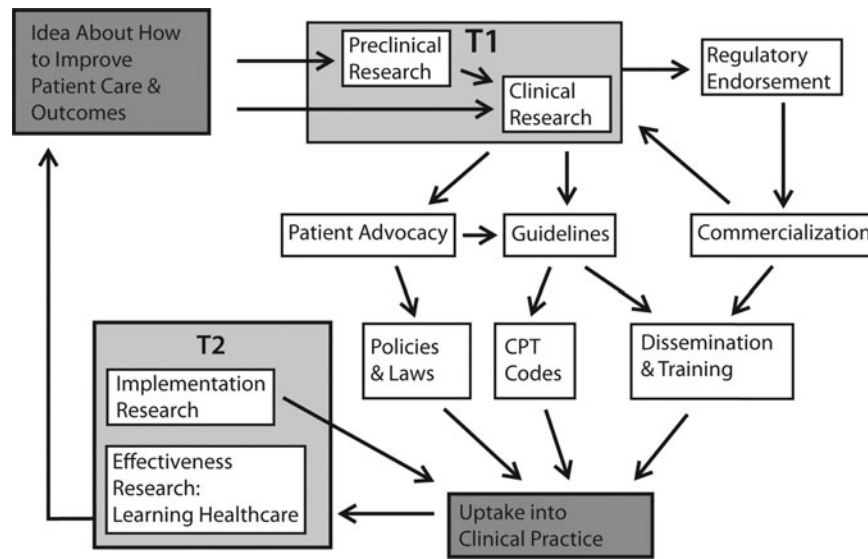 Idea About How
to Improve
Patient Care &
Outcomes
T1
Preclinical
Research
Clinical
Research
Regulatory
Endorsement
Patient Advocacy
Guidelines
Commercialization
T2
Implementation
Research
Effectiveness
Research:
Learning Healthcare
Policies
& Laws
CPT
Codes
Dissemination
& Training
Uptake into
Clinical Practice